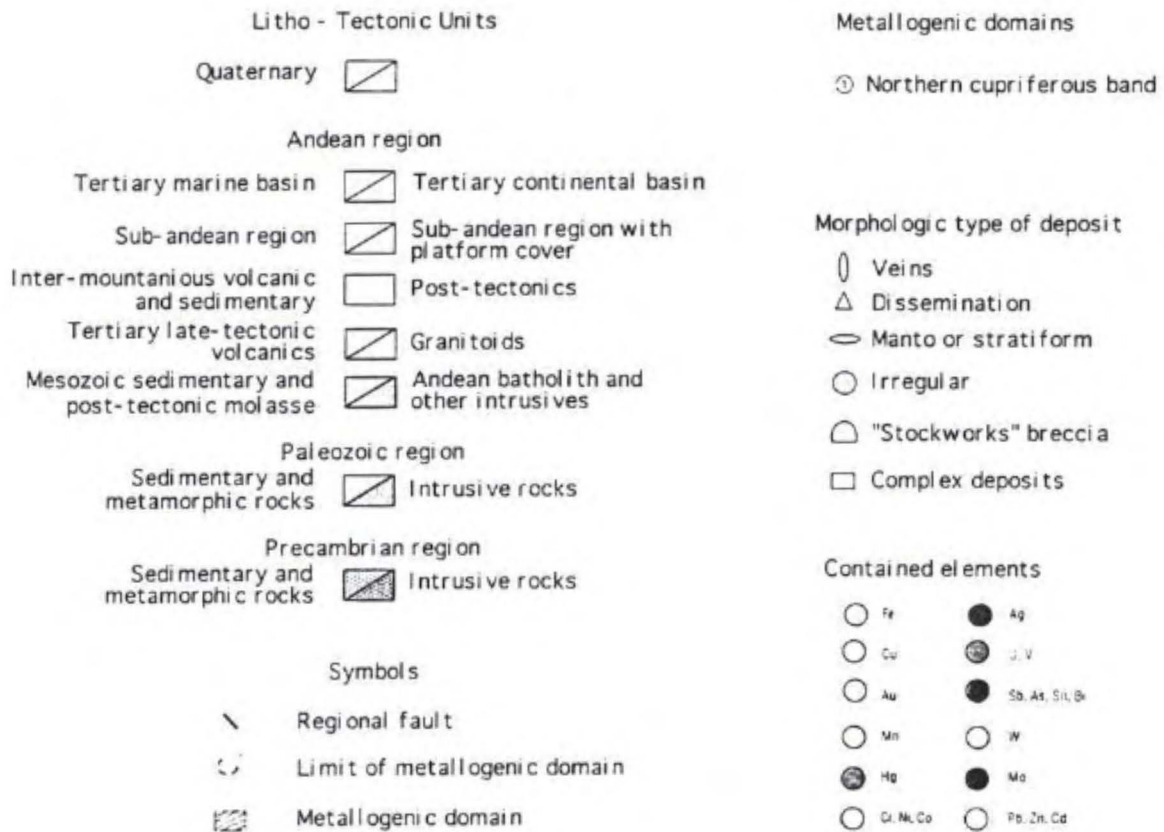 Litho - Tectonic Units
Quaternary
Andean region
Tertiary marine basin
Tertiary continental basin
Sub-andean region
Sub-andean region with
platform cover
Inter-mountanious volcanic
and sedimentary
Post-tectonics
Tertiary late-tectonic
volcanics
Granitoids
Mesozoic sedimentary and
post-tectonic molasse
Andean batholith and
other intrusives
Paleozoic region
Sedimentary and
metamorphic rocks
Intrusive rocks
Precambrian region
Sedimentary and
metamorphic rocks
Intrusive rocks
Symbols
Regional fault
Limit of metallogenic domain
Metallogenic domain
Metallogenic domains
① Northern cupriferous band
Morphologic type of deposit
Veins
Dissemination
Manto or stratiform
Irregular
"Stockworks" breccia
Complex deposits
Contained elements
Fe
Ag
Cu
U, V
Au
Sb, As, Sn, Bi
Mn
W
Hg
Mo
Cr, Ni, Co
Pb, Zn, Cd